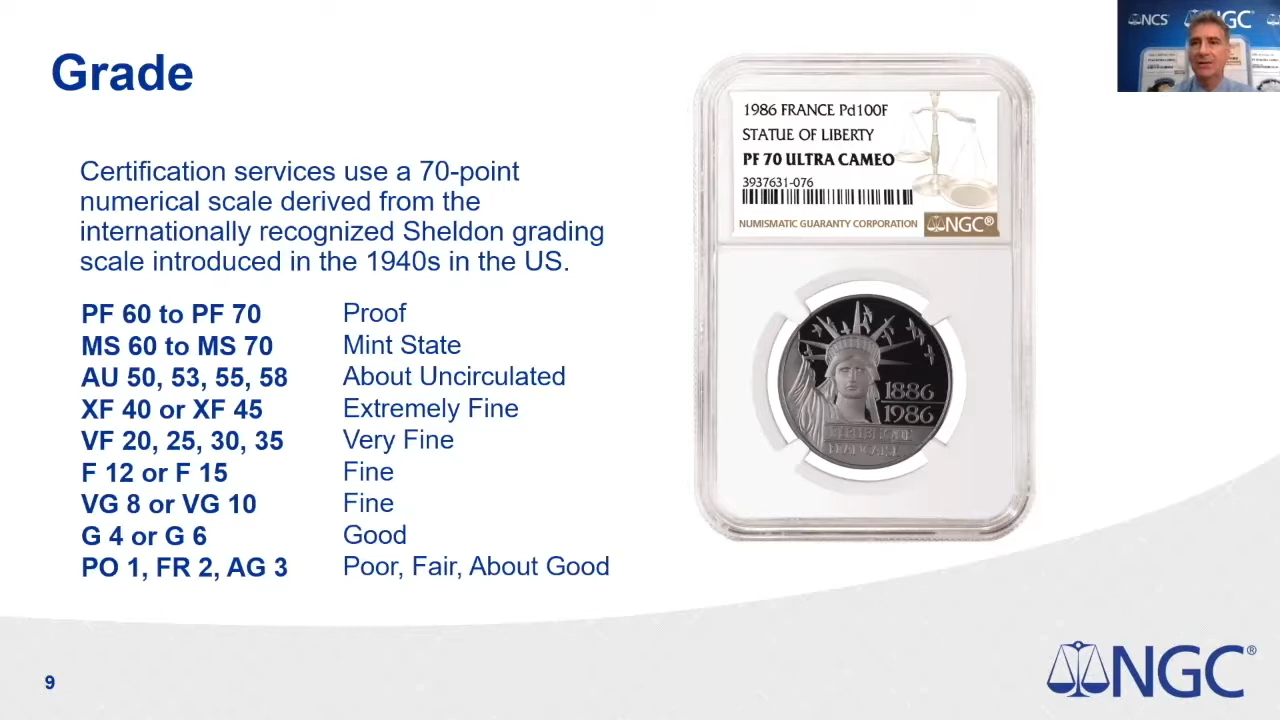 Grade
Certification services use a 70-point
numerical scale derived from the
internationally recognized Sheldon grading
scale introduced in the 1940s in the US.
PF 60 to PF 70 Proof
MS 60 to MS 70 Mint State
AU 50, 53, 55, 58 About Uncirculated
XF 40 or XF 45 Extremely Fine
VF 20, 25, 30, 35 Very Fine
F 12 or F 15 Fine
VG 8 or VG 10 Fine
G 4 or G 6 Good
PO 1, FR 2, AG 3 Poor, Fair, About Good
1986 FRANCE Pd100F
STATUE OF LIBERTY
PF 70 ULTRA CAMEO
3937631-076
NUMISMATIC GUARANTY CORPORATION NGC®
1886
1986
REPUBLIQUE
FRANCAISE
NCS NGC
9
NGC®